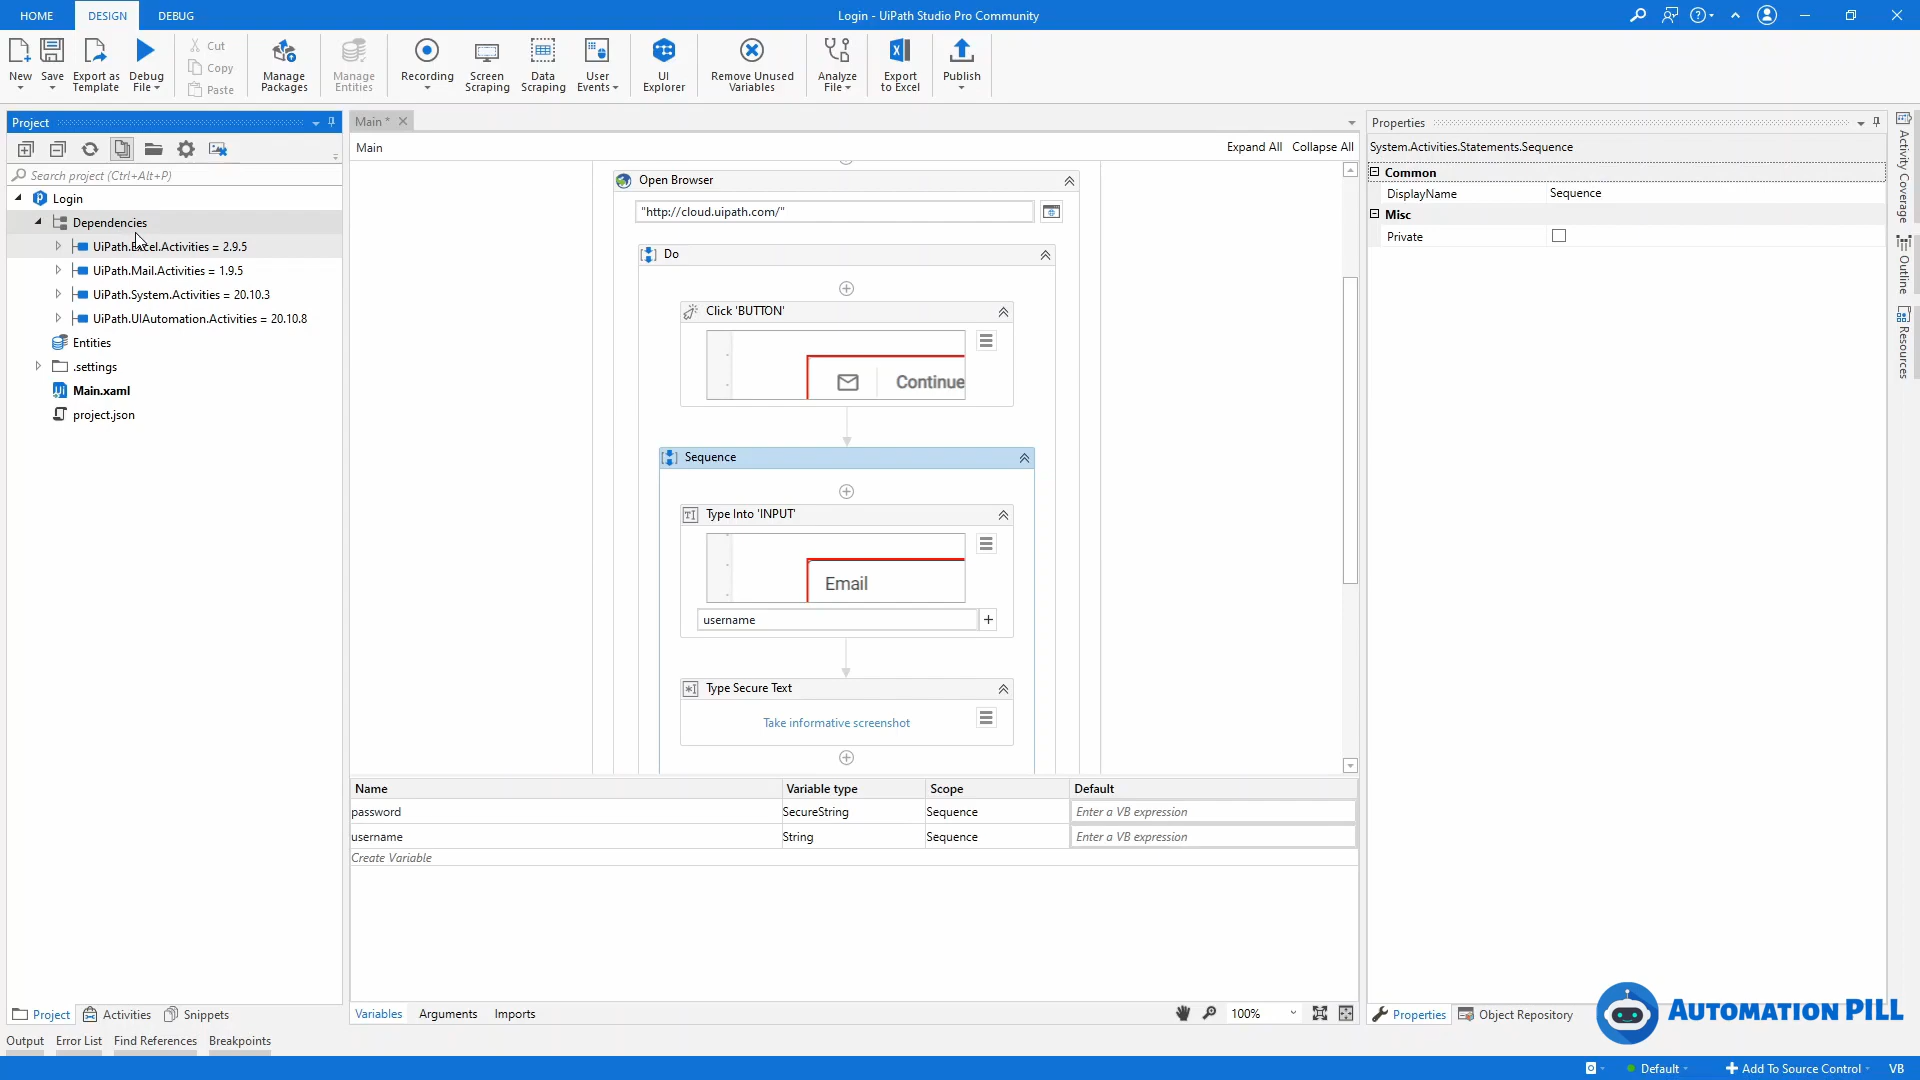 HOME
DESIGN
DEBUG
Login - UiPath Studio Pro Community
New
Save
Export as Template
Debug File
Cut
Copy
Paste
Manage Packages
Manage Entities
Recording
Screen Scraping
Data Scraping
User Events
UI Explorer
Remove Unused Variables
Analyze File
Export to Excel
Publish
Project
Search project (Ctrl+Alt+P)
Login
Dependencies
UiPath.Excel.Activities = 2.9.5
UiPath.Mail.Activities = 1.9.5
UiPath.System.Activities = 20.10.3
UiPath.UIAutomation.Activities = 20.10.8
Entities
.settings
Main.xaml
project.json
Main *
Main
Expand All
Collapse All
Open Browser
"http://cloud.uipath.com/"
Do
Click 'BUTTON'
Continue
Sequence
Type Into 'INPUT'
Email
username
Type Secure Text
Take informative screenshot
Name
Variable type
Scope
Default
password
SecureString
Sequence
Enter a VB expression
username
String
Sequence
Enter a VB expression
Create Variable
Variables
Arguments
Imports
100%
Properties
System.Activities.Statements.Sequence
Common
DisplayName
Sequence
Misc
Private
Activity Coverage
Outline
Resources
Project
Activities
Snippets
Properties
Object Repository
AUTOMATION PILL
Output
Error List
Find References
Breakpoints
Default
Add To Source Control
VB